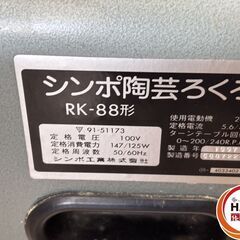 シンポ陶芸ろくろ
RK-88形
使用電動機
▽ 91-51173
定格電圧 100V
定格電流 5.6
定格消費電力 147/125W
ターンテーブル回
定格周波数 50/60Hz
0~200/240R.P.
シンポ工業株式会社
製造年
製造